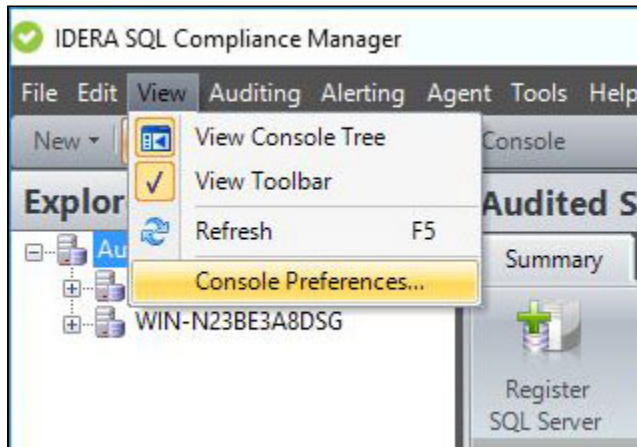 IDERA SQL Compliance Manager
File Edit View Auditing Alerting Agent Tools Help
New Console
View Console Tree
View Toolbar
Refresh F5
Console Preferences...
Explor
Au
WIN-N23BE3A8DSG
Audited S
Summary
Register
SQL Server